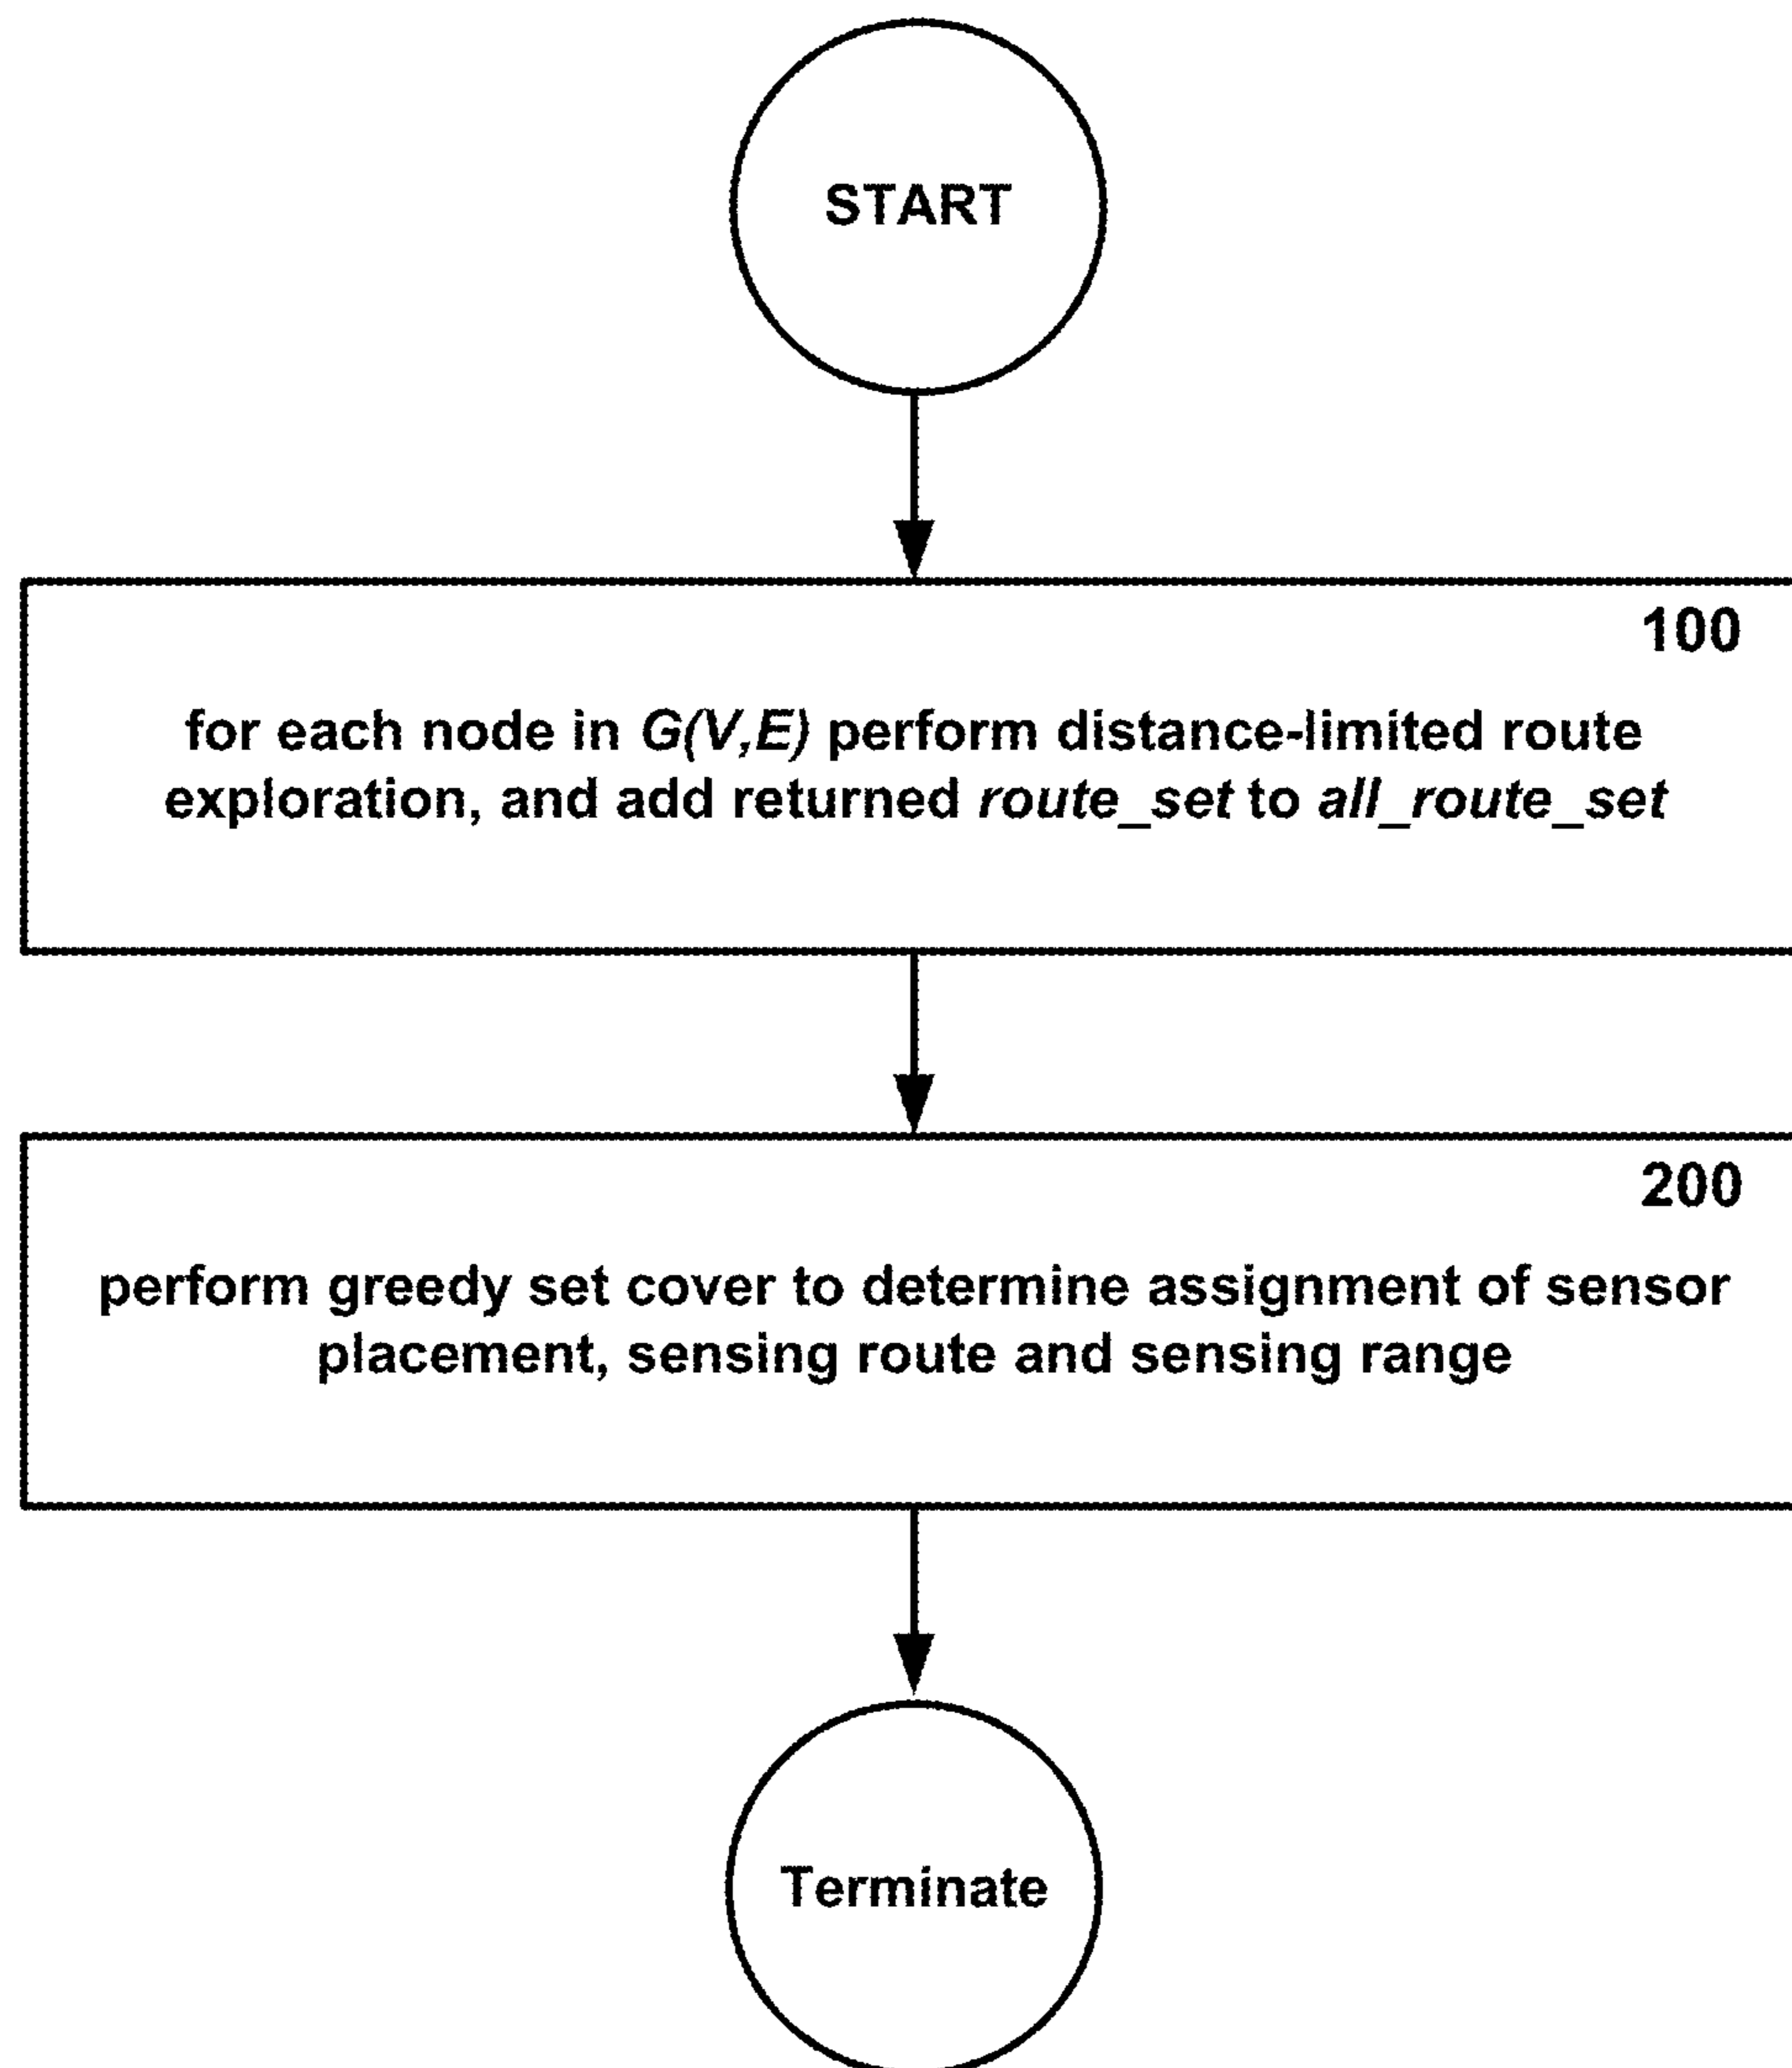 START
100
for each node in G(V,E) perform distance-limited route
exploration, and add returned route_set to all_route_set
200
perform greedy set cover to determine assignment of sensor
placement, sensing route and sensing range
Terminate